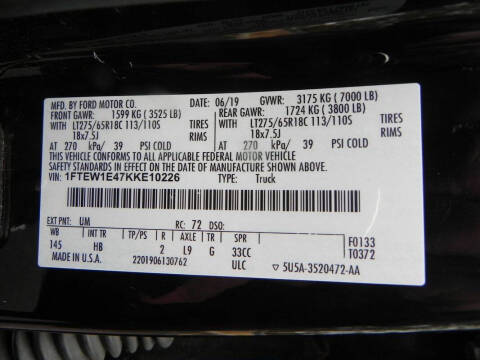 MFD. BY FORD MOTOR CO. DATE: 06/19 GVWR: 3175 KG ( 7000 LB)
FRONT GAWR: 1599 KG ( 3525 LB) REAR GAWR: 1724 KG ( 3800 LB)
WITH LT275/65R18C 113/110S TIRES WITH LT275/65R18C 113/110S TIRES
18x7.5J RIMS 18x7.5J RIMS
AT 270 kPa/ 39 PSI COLD AT 270 kPa/ 39 PSI COLD
THIS VEHICLE CONFORMS TO ALL APPLICABLE FEDERAL MOTOR VEHICLE
SAFETY STANDARDS IN EFFECT ON THE DATE OF MANUFACTURE SHOWN ABOVE.
VIN: 1FTEW1E47KKE10226 TYPE: Truck
EXT PNT: UM RC: 72 DSO:
WB INT TR TP/PS R AXLE TR SPR F0133
145 HB 2 L9 G 33CC T0372
ULC
MADE IN U.S.A. 2201906130762 5U5A-3520472-AA